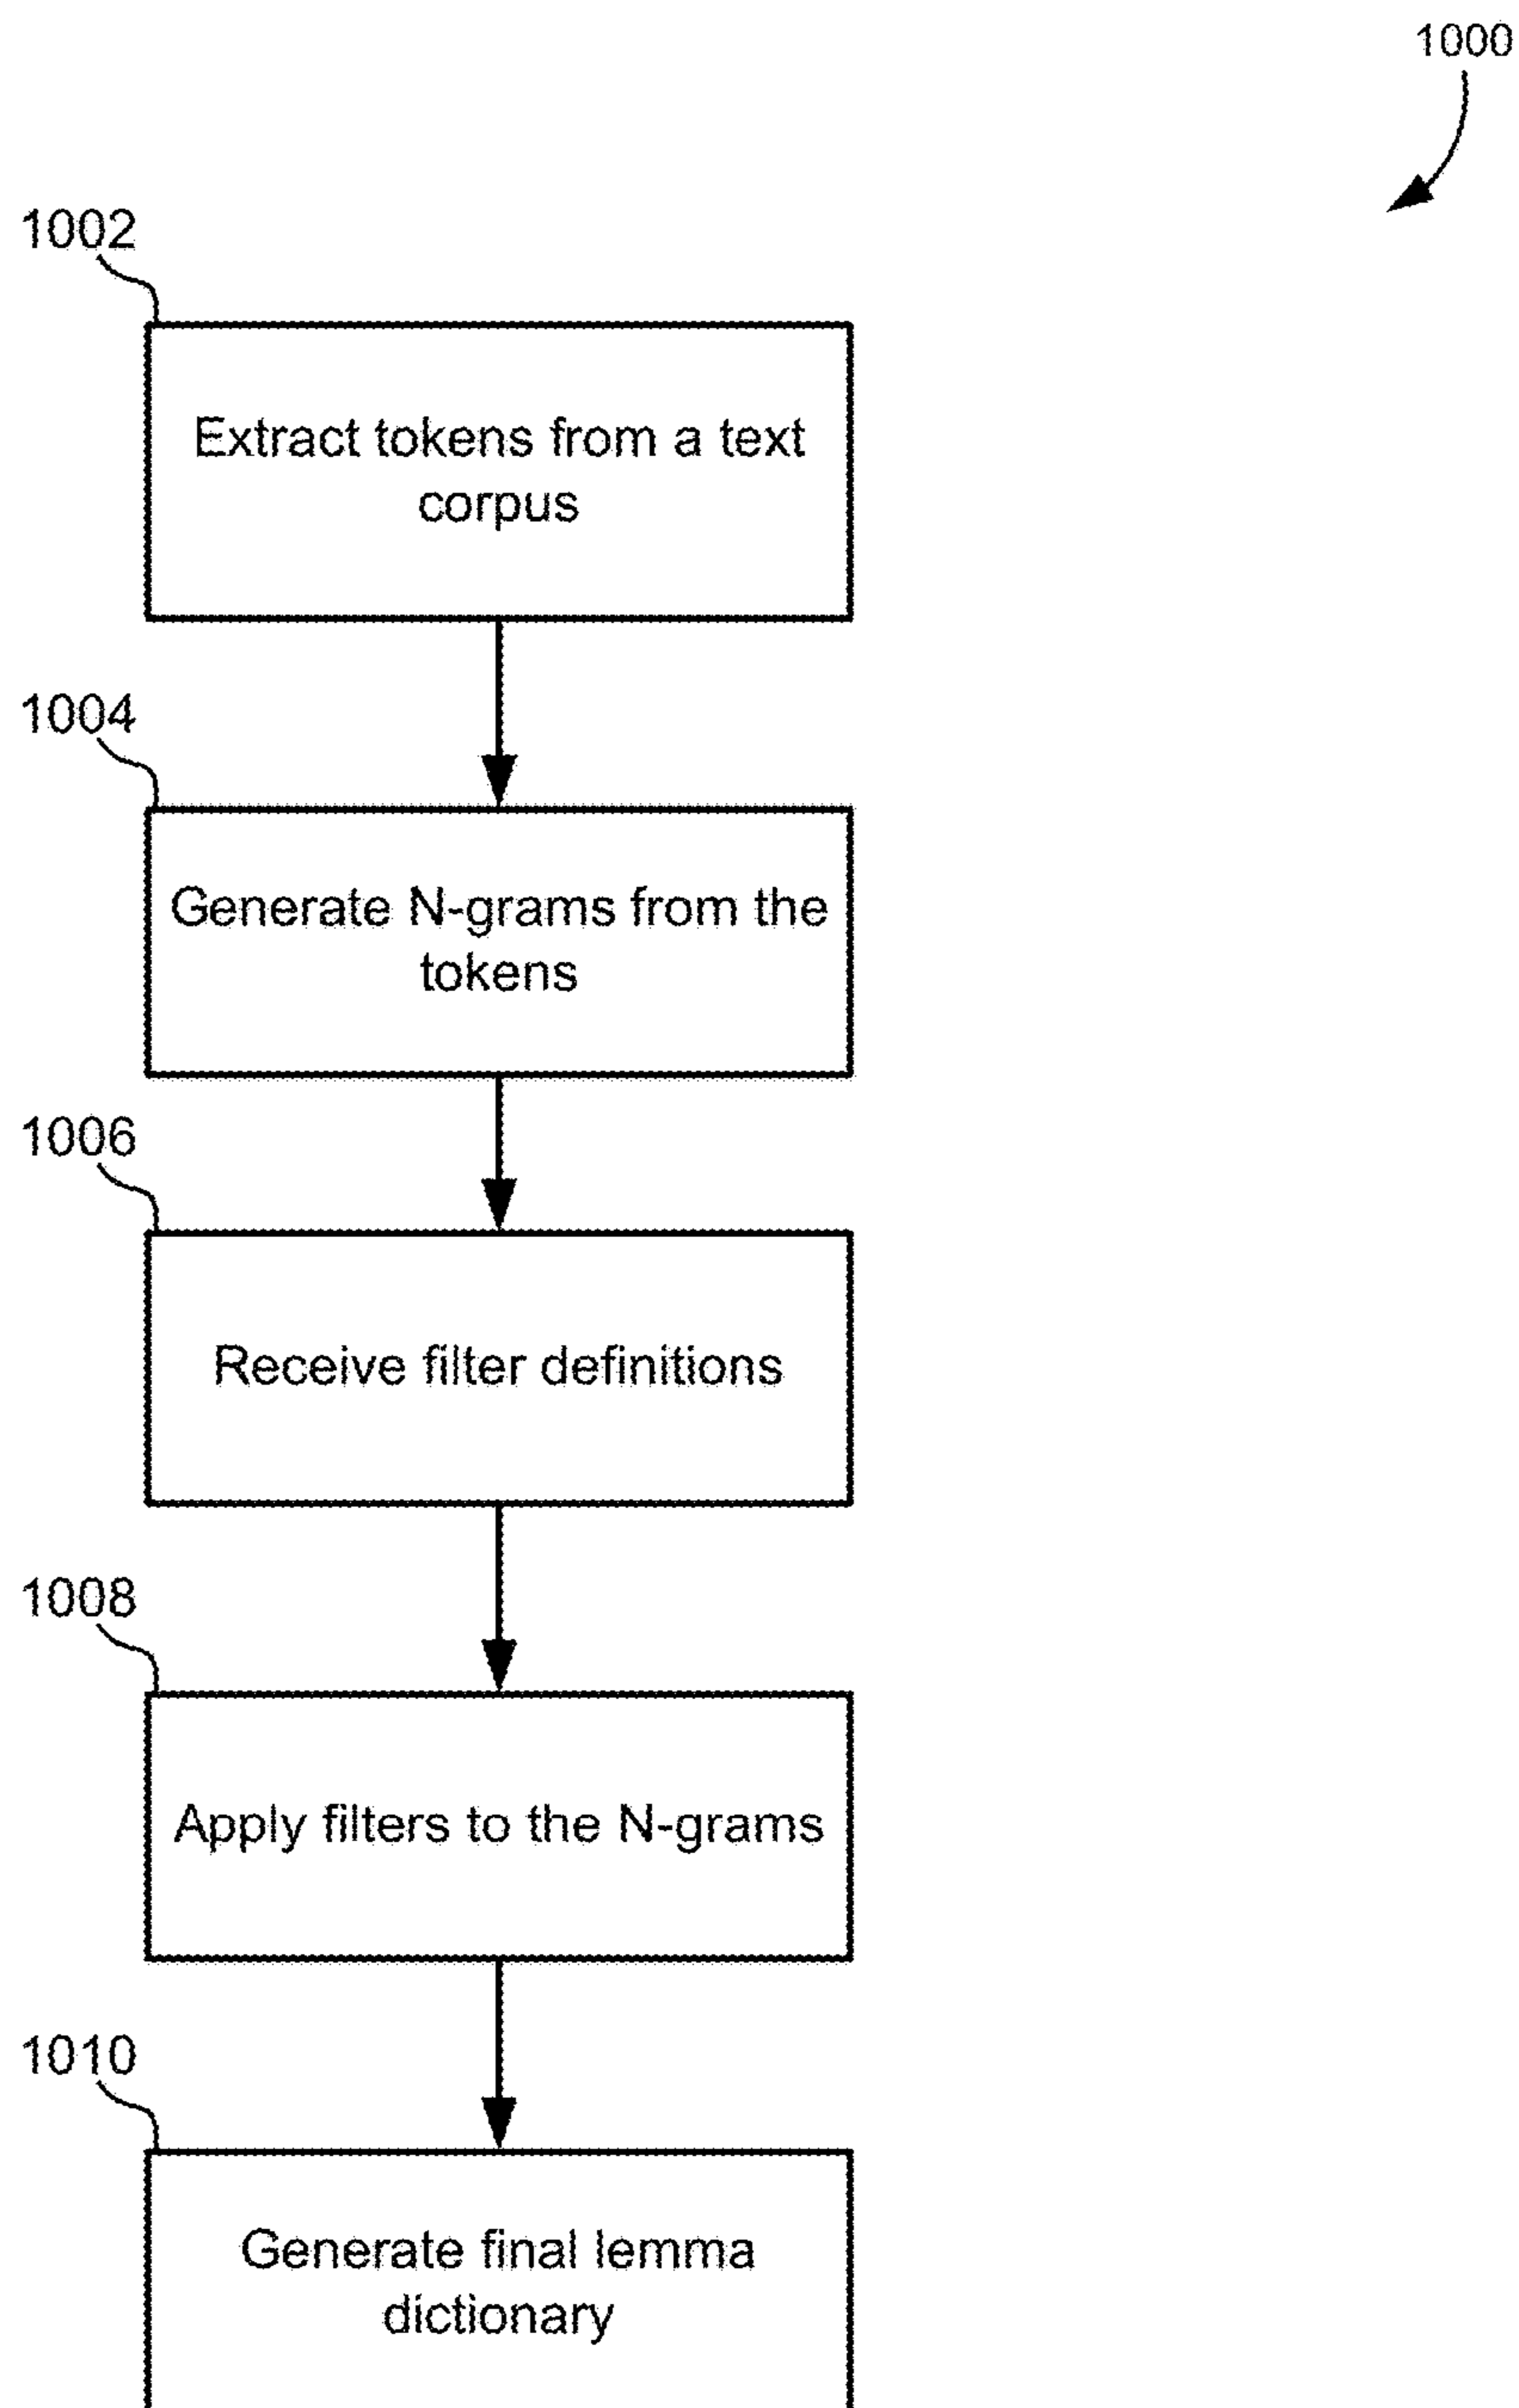 1000
1002
Extract tokens from a text
corpus
1004
Generate N-grams from the
tokens
1006
Receive filter definitions
1008
Apply filters to the N-grams
1010
Generate final lemma
dictionary